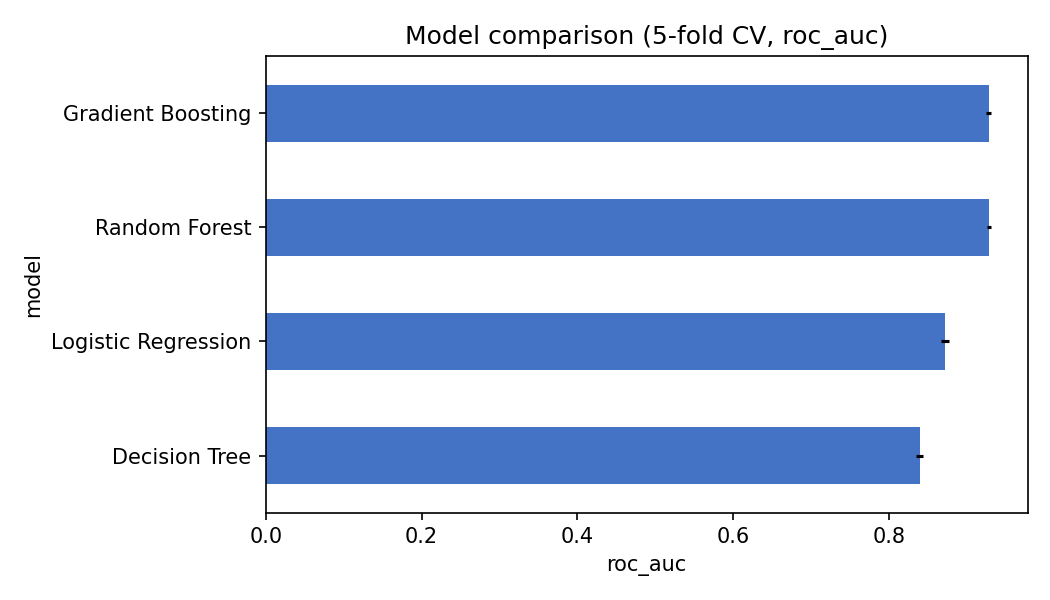 Model comparison (5-fold CV, roc_auc)
Gradient Boosting
Random Forest
Logistic Regression
Decision Tree
model
0.0 0.2 0.4 0.6 0.8
roc_auc